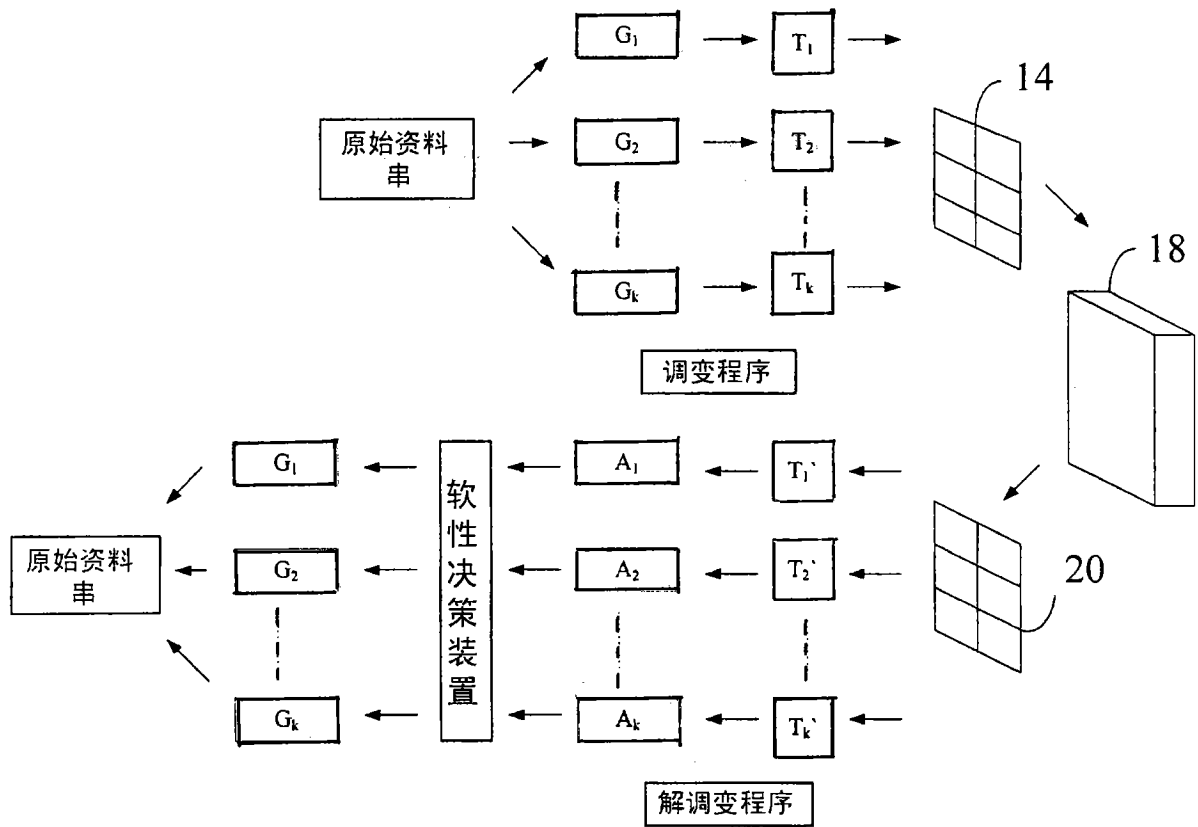 G₁
T₁
14
原始资料
串
G₂
T₂
18
Gₖ
Tₖ
调变程序
G₁
软性决策装置
A₁
T₁`
原始资料
串
G₂
A₂
T₂`
20
Gₖ
Aₖ
Tₖ`
解调变程序